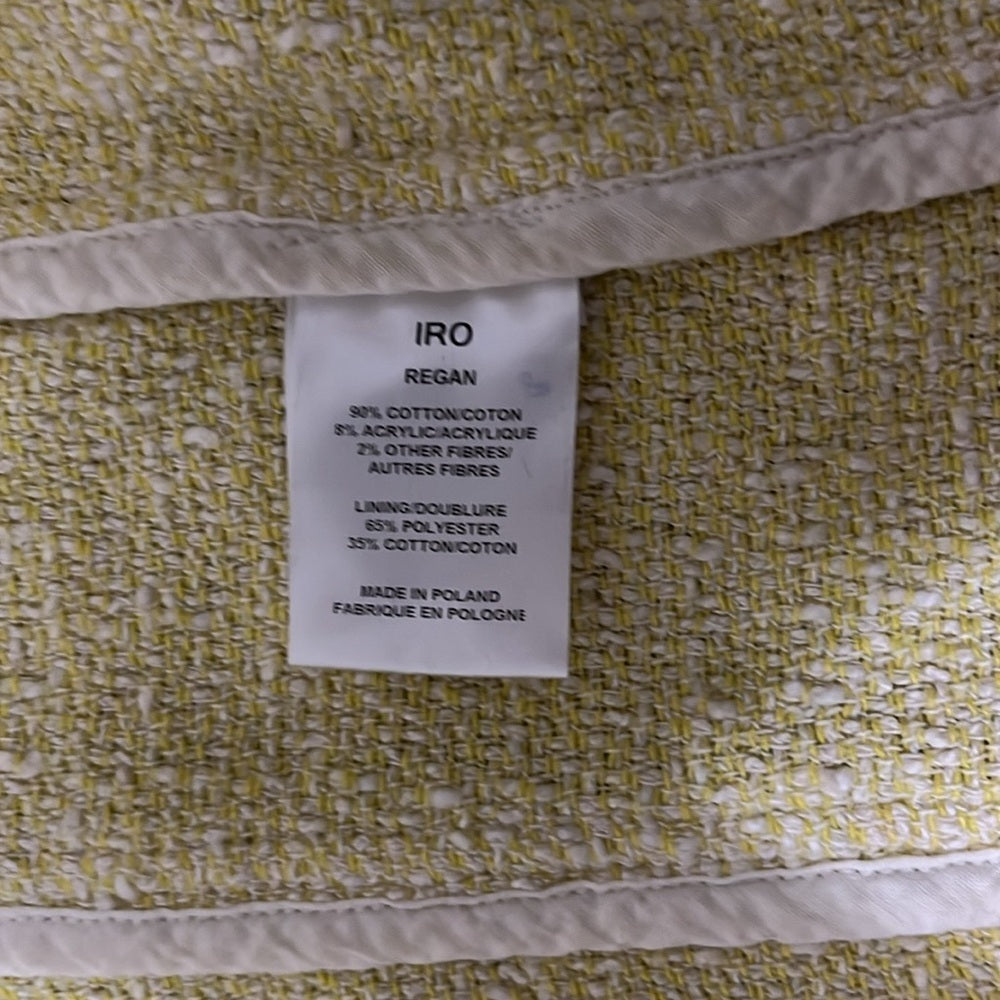 IRO
REGAN
90% COTTON/COTON
8% ACRYLIC/ACRYLIQUE
2% OTHER FIBRES/
AUTRES FIBRES
LINING/DOUBLURE
65% POLYESTER
35% COTTON/COTON
MADE IN POLAND
FABRIQUE EN POLOGNE